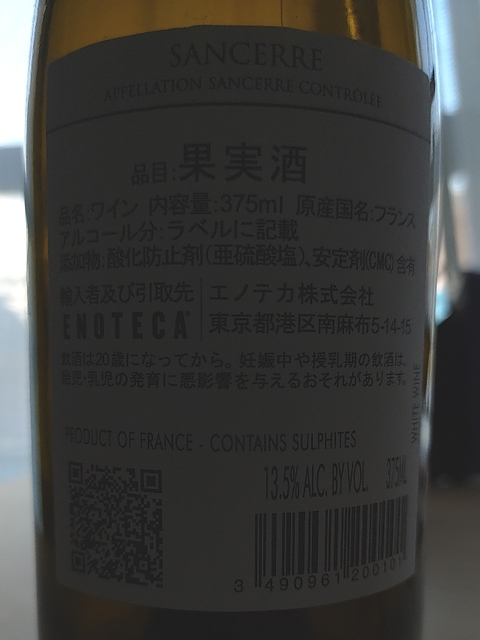 SANCERRE
APPELLATION SANCERRE CONTRÔLÉE
品目:果実酒
品名:ワイン 内容量:375ml 原産国名:フランス
アルコール分:ラベルに記載
添加物:酸化防止剤(亜硫酸塩)、安定剤(CMC)含有
輸入者及び引取先 エノテカ株式会社
ENOTECA 東京都港区南麻布5-14-15
飲酒は20歳になってから。妊娠中や授乳期の飲酒は、
胎児・乳児の発育に悪影響を与えるおそれがあります。
WHITE WINE
PRODUCT OF FRANCE - CONTAINS SULPHITES
13.5% ALC. BY VOL. 375ML
3 490961 200101